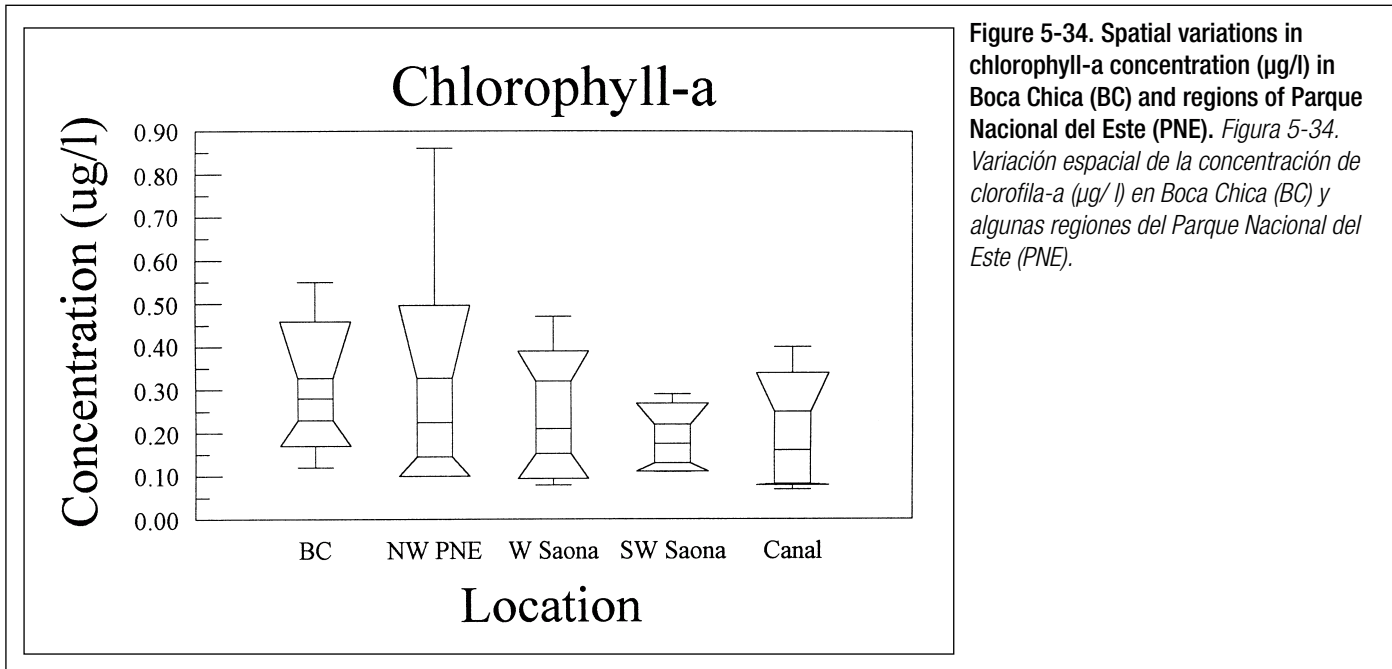 Chlorophyll-a
Concentration (ug/l)
0.90
0.80
0.70
0.60
0.50
0.40
0.30
0.20
0.10
0.00
BC NW PNE W Saona SW Saona Canal
Location
Figure 5-34. Spatial variations in
chlorophyll-a concentration (µg/l) in
Boca Chica (BC) and regions of Parque
Nacional del Este (PNE). Figura 5-34.
Variación espacial de la concentración de
clorofila-a (µg/ l) en Boca Chica (BC) y
algunas regiones del Parque Nacional del
Este (PNE).